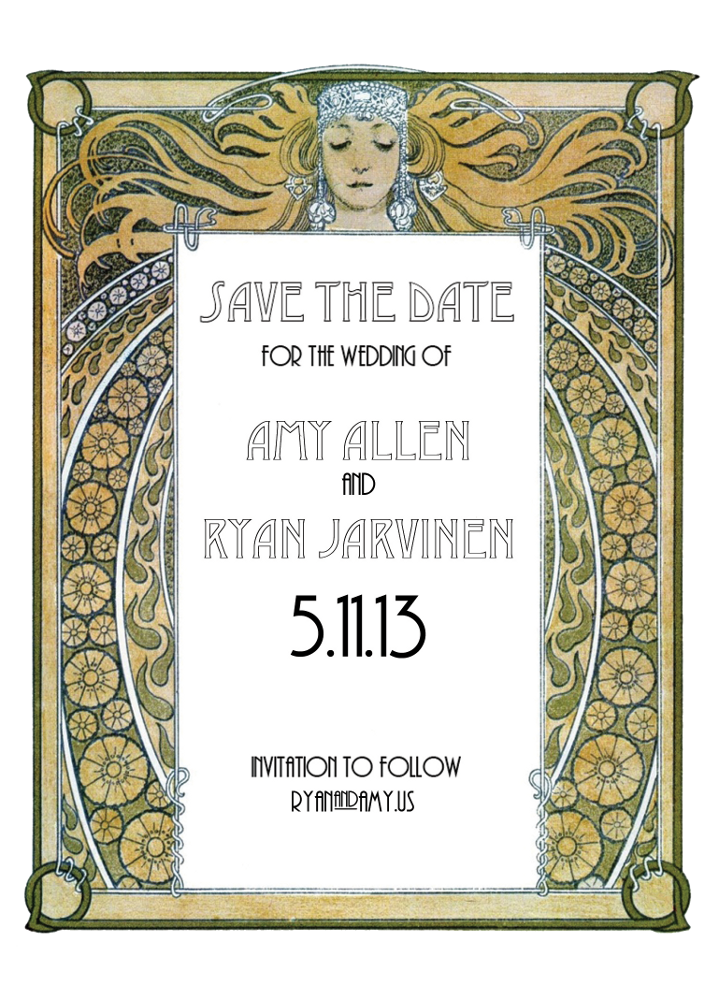 SAVE THE DATE
FOR THE WEDDING OF
AMY ALLEN
AND
RYAN JARVINEN
5.11.13
INVITATION TO FOLLOW
RYANANDAMY.US